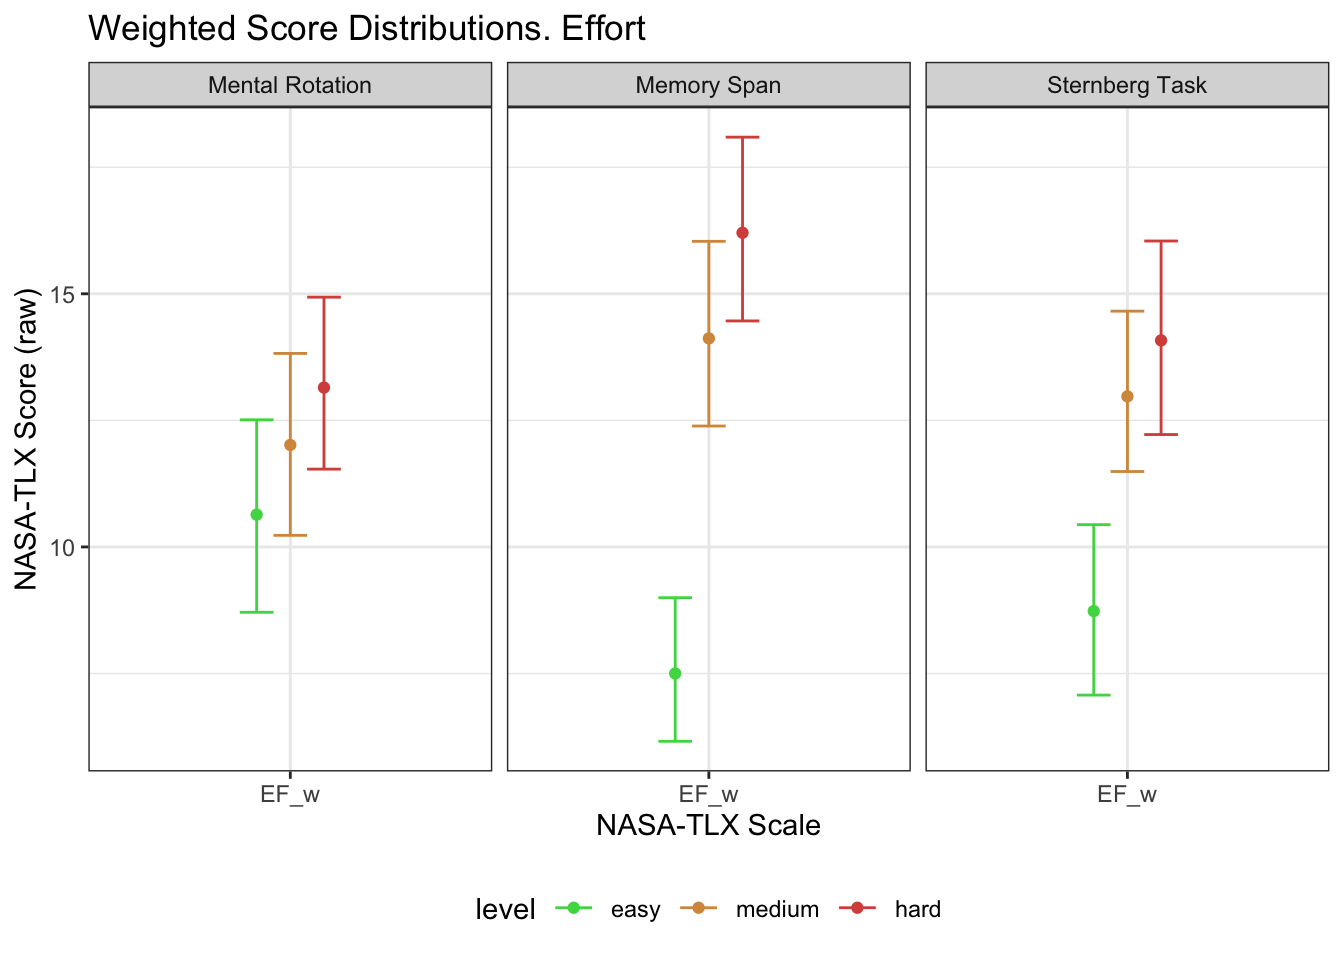 Weighted Score Distributions. Effort
Mental Rotation
Memory Span
Sternberg Task
NASA-TLX Score (raw)
15
10
EF_w
EF_w
EF_w
NASA-TLX Scale
level easy medium hard